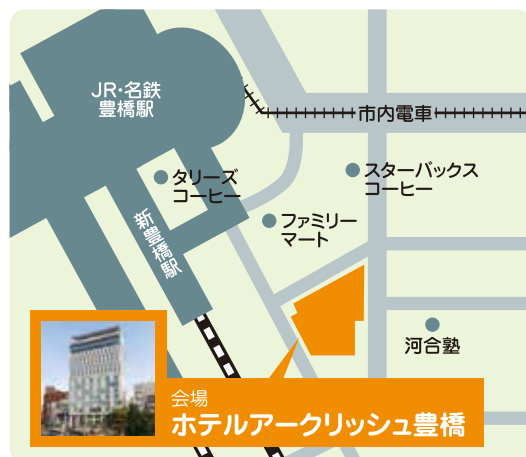 JR・名鉄
豊橋駅
市内電車
タリーズ
コーヒー
スターバックス
コーヒー
新豊橋駅
ファミリー
マート
河合塾
会場
ホテルアークリッシュ豊橋